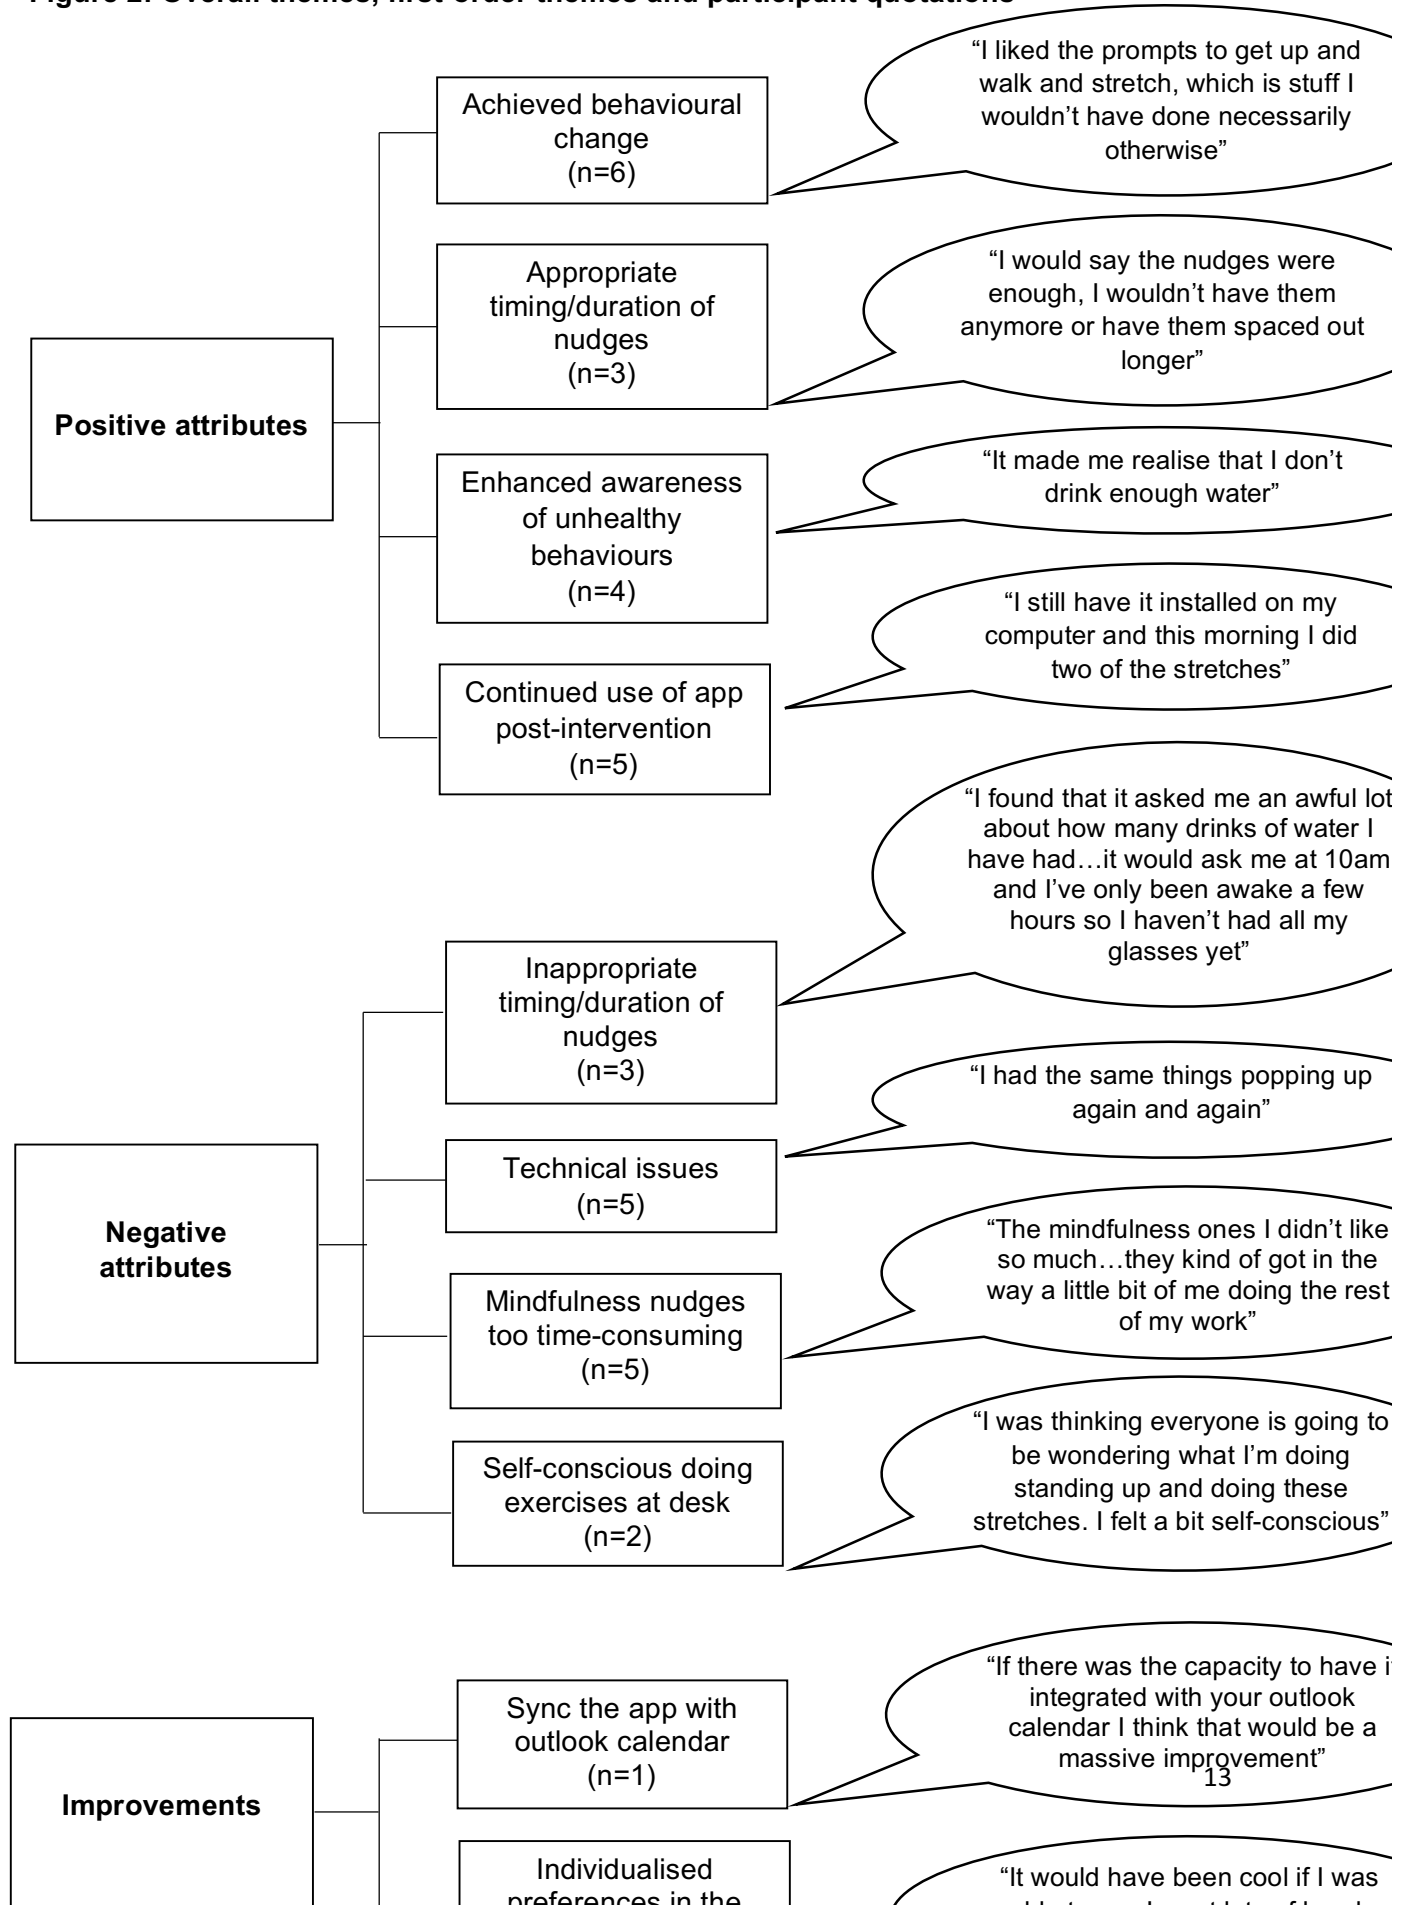 Figure 2: Overall themes, first-order themes and participant quotations
“I liked the prompts to get up and
walk and stretch, which is stuff I
wouldn’t have done necessarily
otherwise”
Achieved behavioural
change
(n=6)
“I would say the nudges were
enough, I wouldn’t have them
anymore or have them spaced out
longer”
Appropriate
timing/duration of
nudges
(n=3)
Positive attributes
“It made me realise that I don’t
drink enough water”
Enhanced awareness
of unhealthy
behaviours
(n=4)
“I still have it installed on my
computer and this morning I did
two of the stretches”
Continued use of app
post-intervention
(n=5)
“I found that it asked me an awful lot
about how many drinks of water I
have had…it would ask me at 10am
and I’ve only been awake a few
hours so I haven’t had all my
glasses yet”
Inappropriate
timing/duration of
nudges
(n=3)
“I had the same things popping up
again and again”
Technical issues
(n=5)
Negative
attributes
“The mindfulness ones I didn’t like
so much…they kind of got in the
way a little bit of me doing the rest
of my work”
Mindfulness nudges
too time-consuming
(n=5)
“I was thinking everyone is going to
be wondering what I’m doing
standing up and doing these
stretches. I felt a bit self-conscious”
Self-conscious doing
exercises at desk
(n=2)
“If there was the capacity to have it
integrated with your outlook
calendar I think that would be a
massive improvement”
Sync the app with
outlook calendar
(n=1)
13
Improvements
Individualised
preferences in the
“It would have been cool if I was